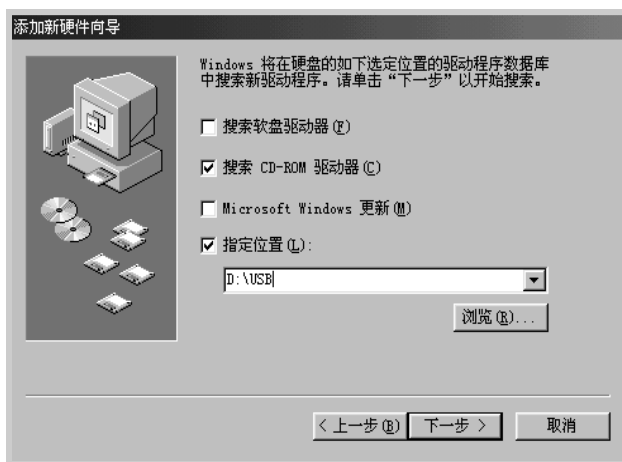 添加新硬件向导
Windows 将在硬盘的如下选定位置的驱动程序数据库
中搜索新驱动程序。请单击“下一步”以开始搜索。
搜索软盘驱动器(F)
搜索 CD-ROM 驱动器(C)
Microsoft Windows 更新(M)
指定位置(L):
D:\USB
浏览(R)...
< 上一步(B)
下一步 >
取消